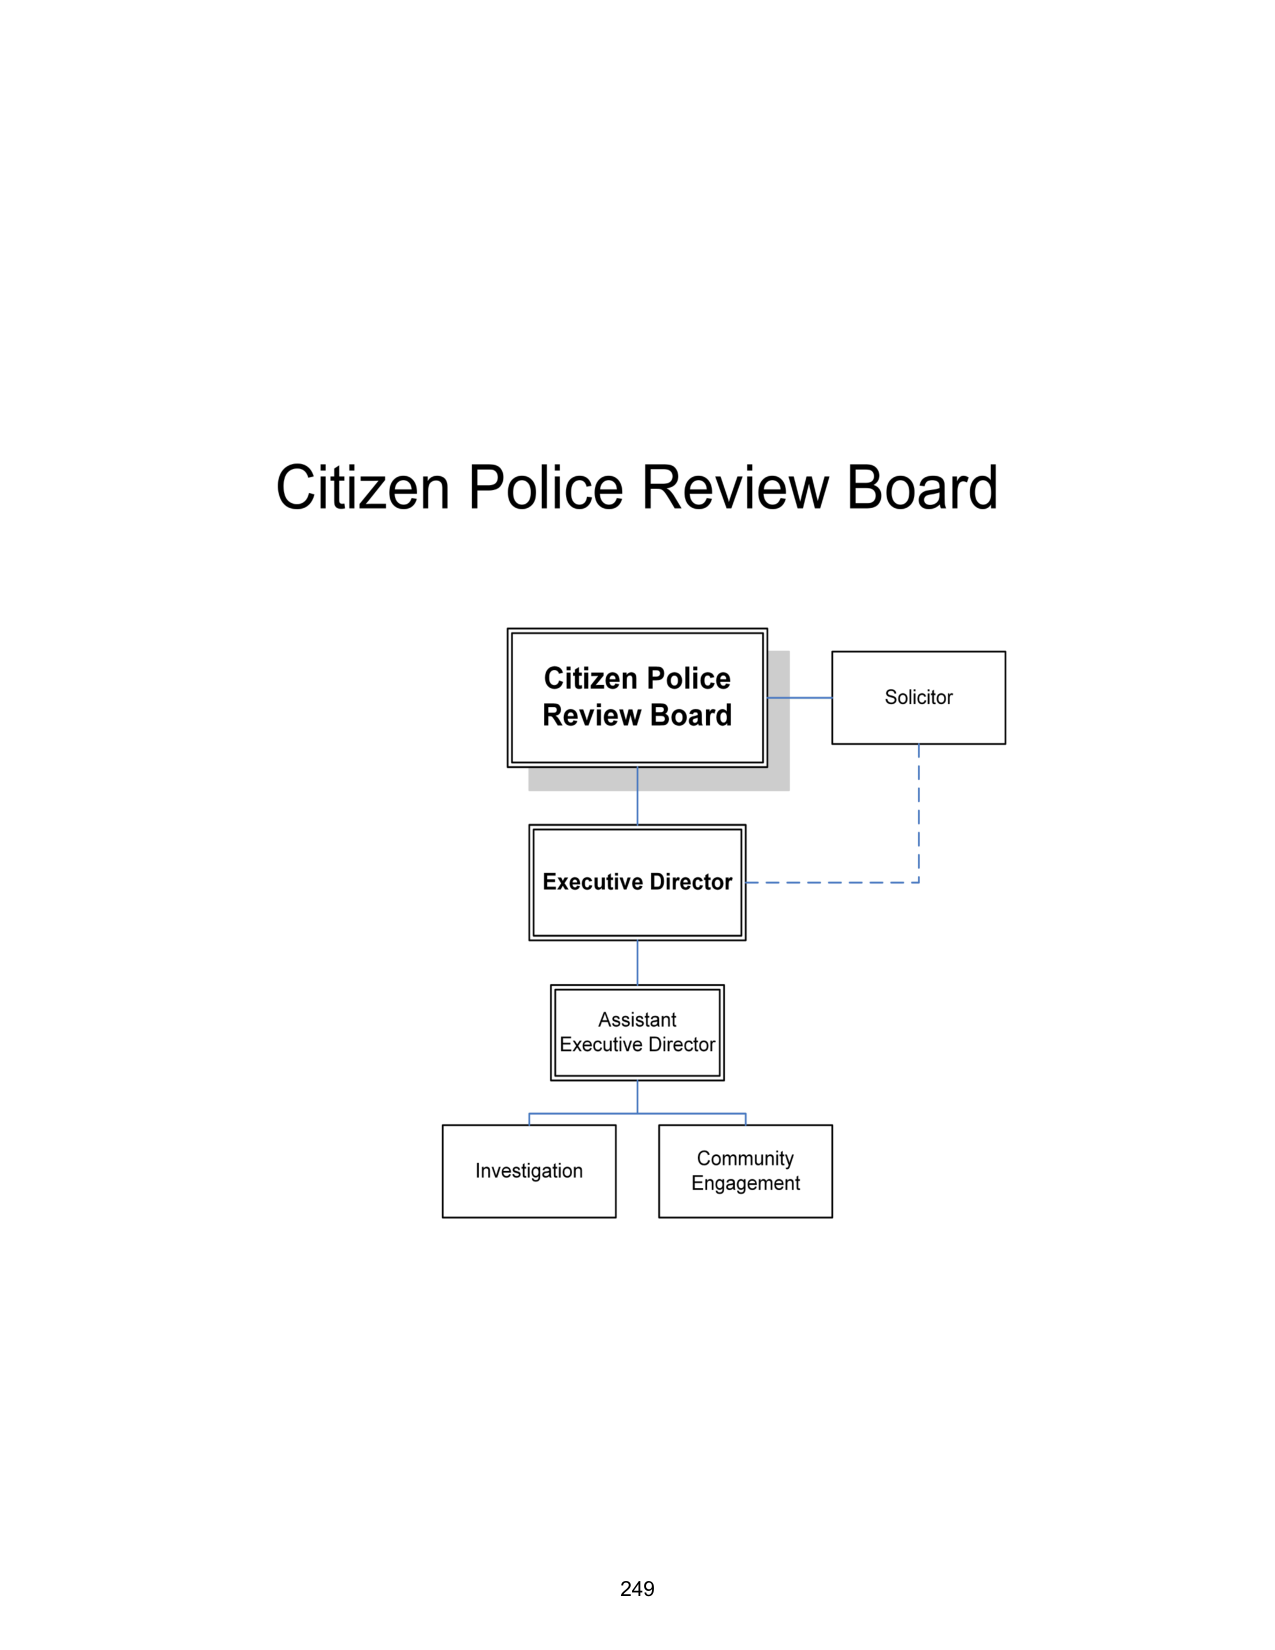 Citizen Police Review Board
Citizen Police
Review Board
Solicitor
Executive Director
Assistant
Executive Director
Investigation
Community
Engagement
249